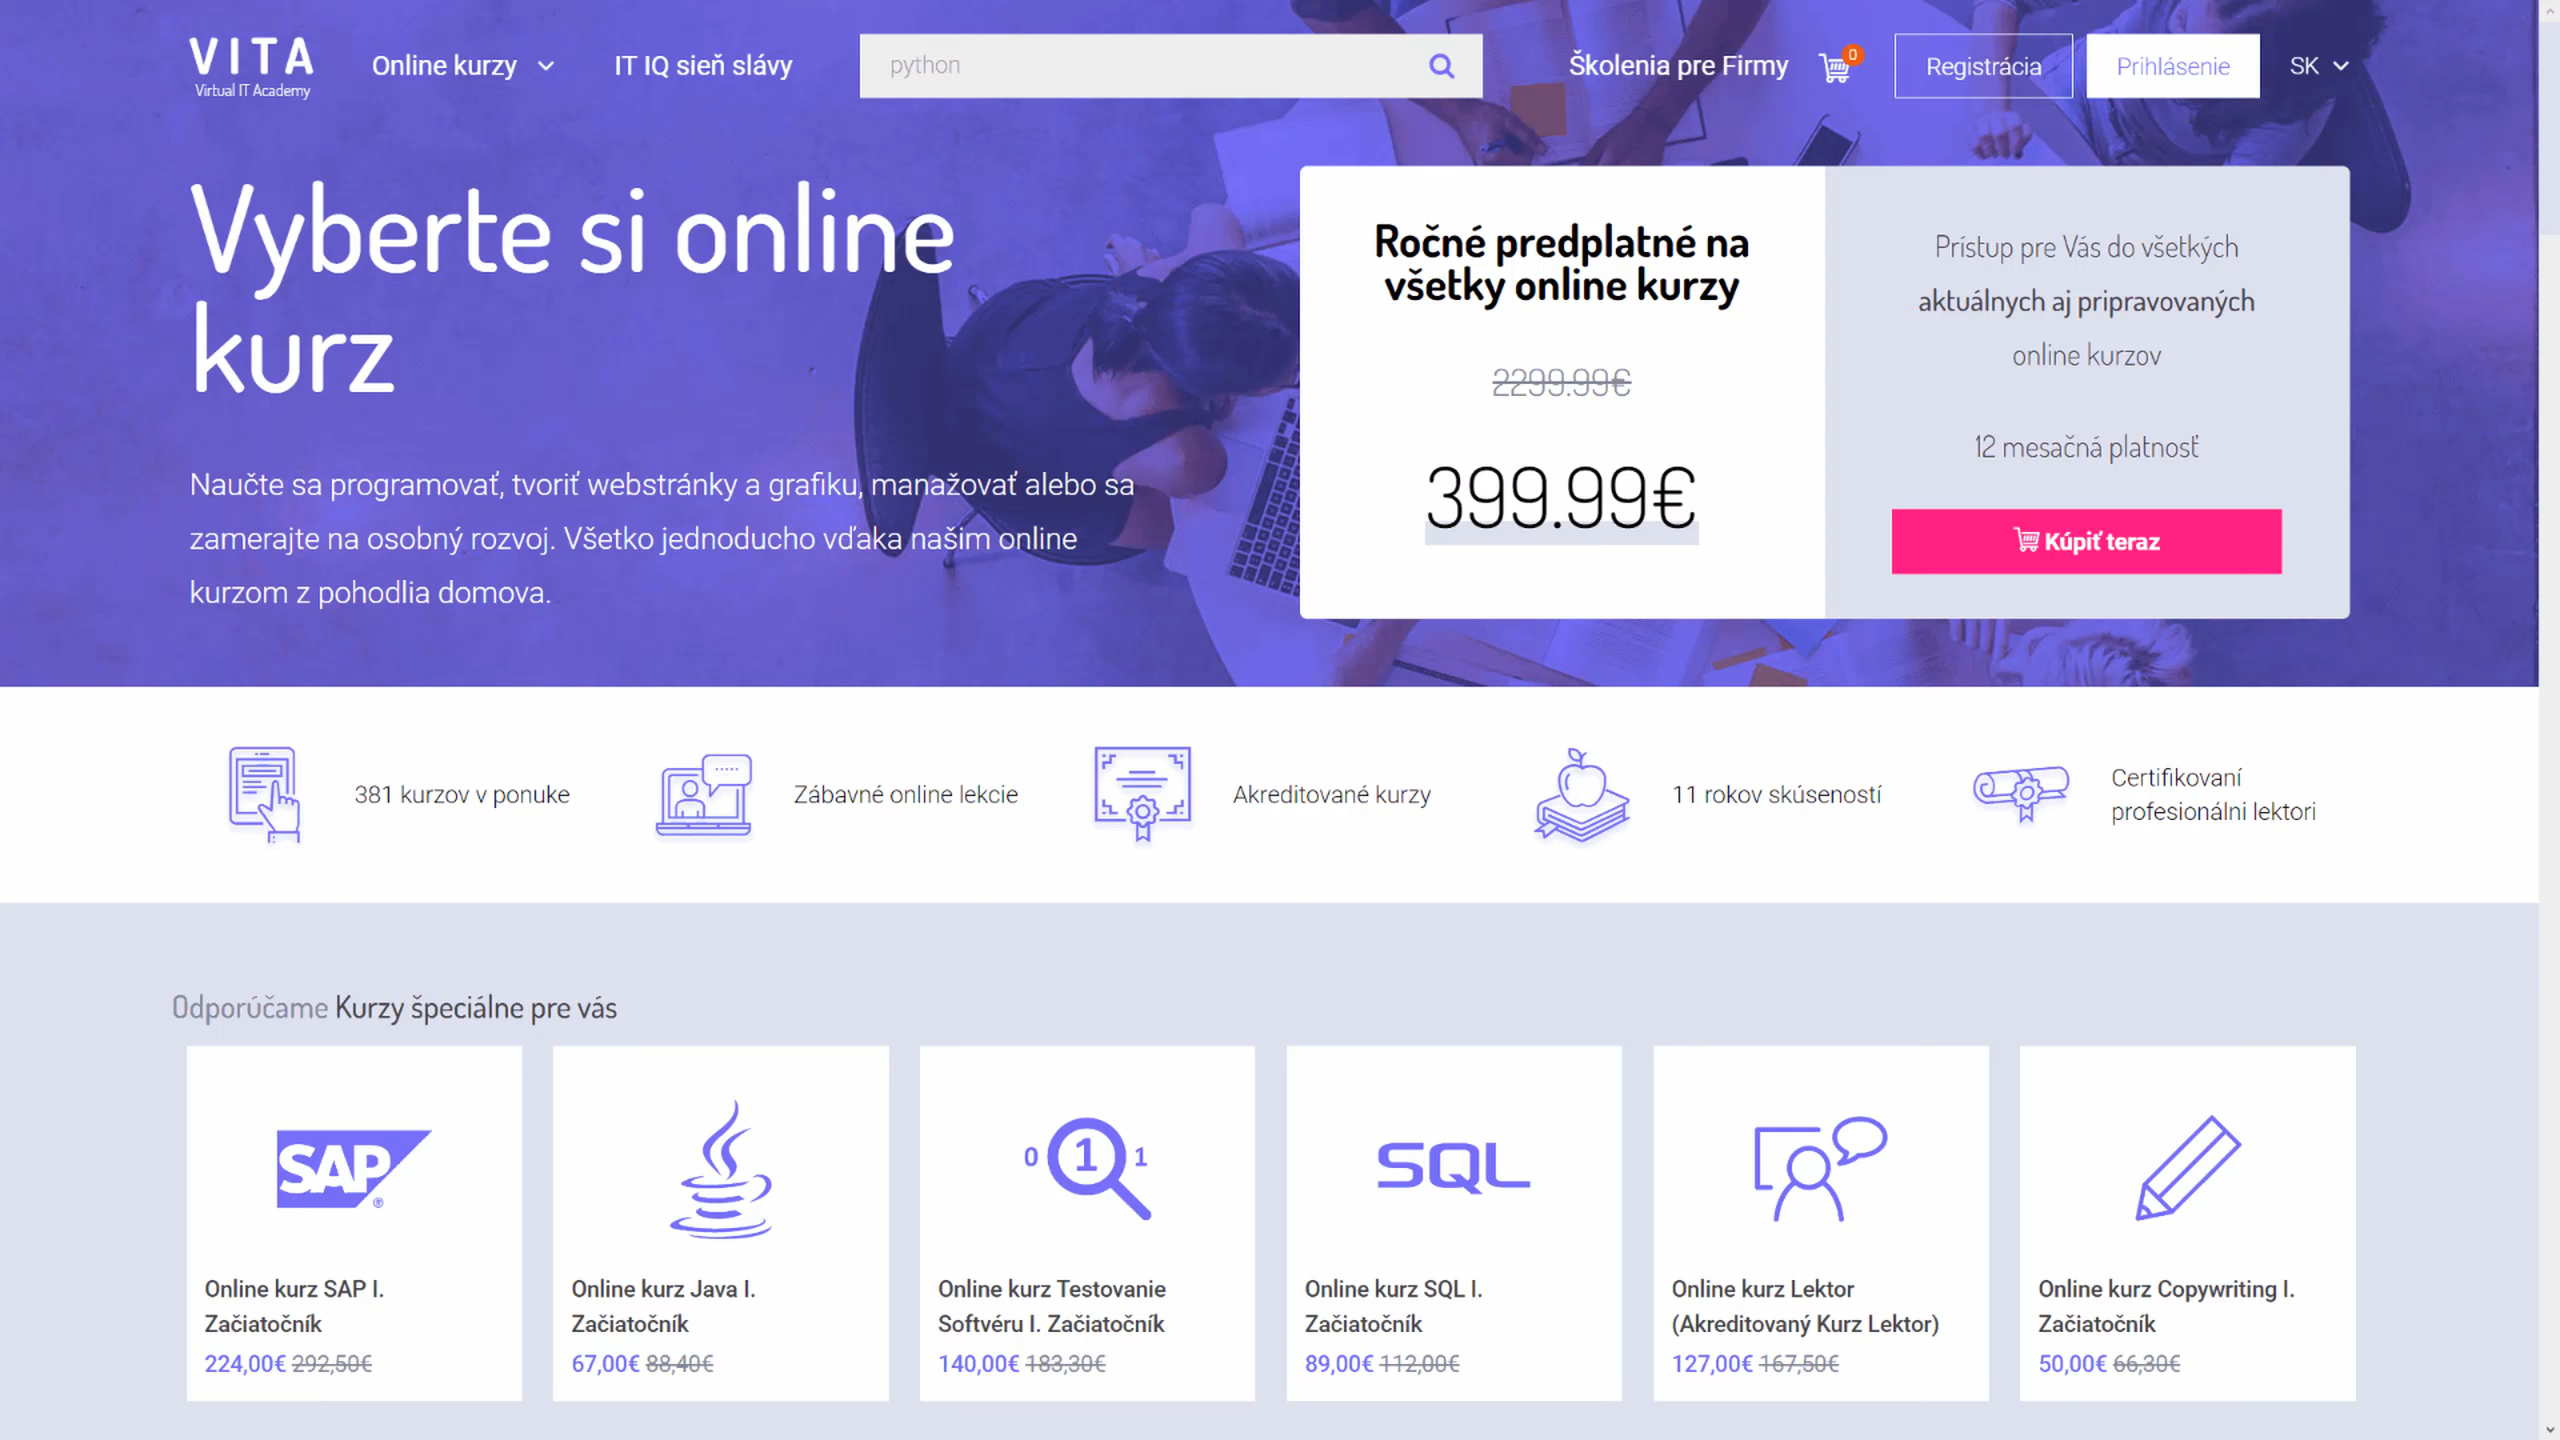 VITA
Virtual IT Academy
Online kurzy
IT IQ sieň slávy
python
Školenia pre Firmy
0
Registrácia
Prihlásenie
SK
Vyberte si online
kurz
Naučte sa programovať, tvoriť webstránky a grafiku, manažovať alebo sa
zamerajte na osobný rozvoj. Všetko jednoducho vďaka našim online
kurzom z pohodlia domova.
Ročné predplatné na
všetky online kurzy
2299.99€
399.99€
Prístup pre Vás do všetkých
aktuálnych aj pripravovaných
online kurzov
12 mesačná platnosť
Kúpiť teraz
381 kurzov v ponuke
Zábavné online lekcie
Akreditované kurzy
11 rokov skúseností
Certifikovaní
profesionálni lektori
Odporúčame Kurzy špeciálne pre vás
SAP®
Online kurz SAP I.
Začiatočník
224,00€ 292,50€
Online kurz Java I.
Začiatočník
67,00€ 88,40€
0 1 1
Online kurz Testovanie
Softvéru I. Začiatočník
140,00€ 183,30€
SQL
Online kurz SQL I.
Začiatočník
89,00€ 112,00€
Online kurz Lektor
(Akreditovaný Kurz Lektor)
127,00€ 167,50€
Online kurz Copywriting I.
Začiatočník
50,00€ 66,30€